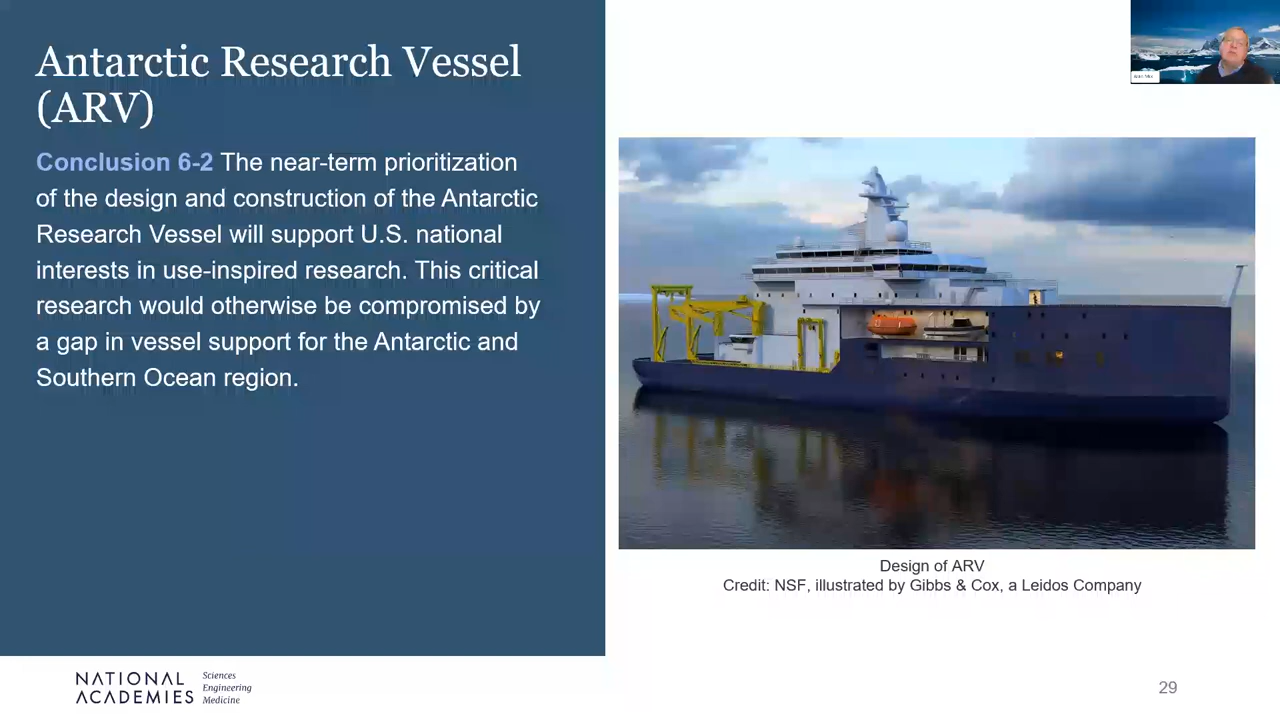 Antarctic Research Vessel
(ARV)
Conclusion 6-2 The near-term prioritization
of the design and construction of the Antarctic
Research Vessel will support U.S. national
interests in use-inspired research. This critical
research would otherwise be compromised by
a gap in vessel support for the Antarctic and
Southern Ocean region.
Design of ARV
Credit: NSF, illustrated by Gibbs & Cox, a Leidos Company
NATIONAL
ACADEMIES
Sciences
Engineering
Medicine
29